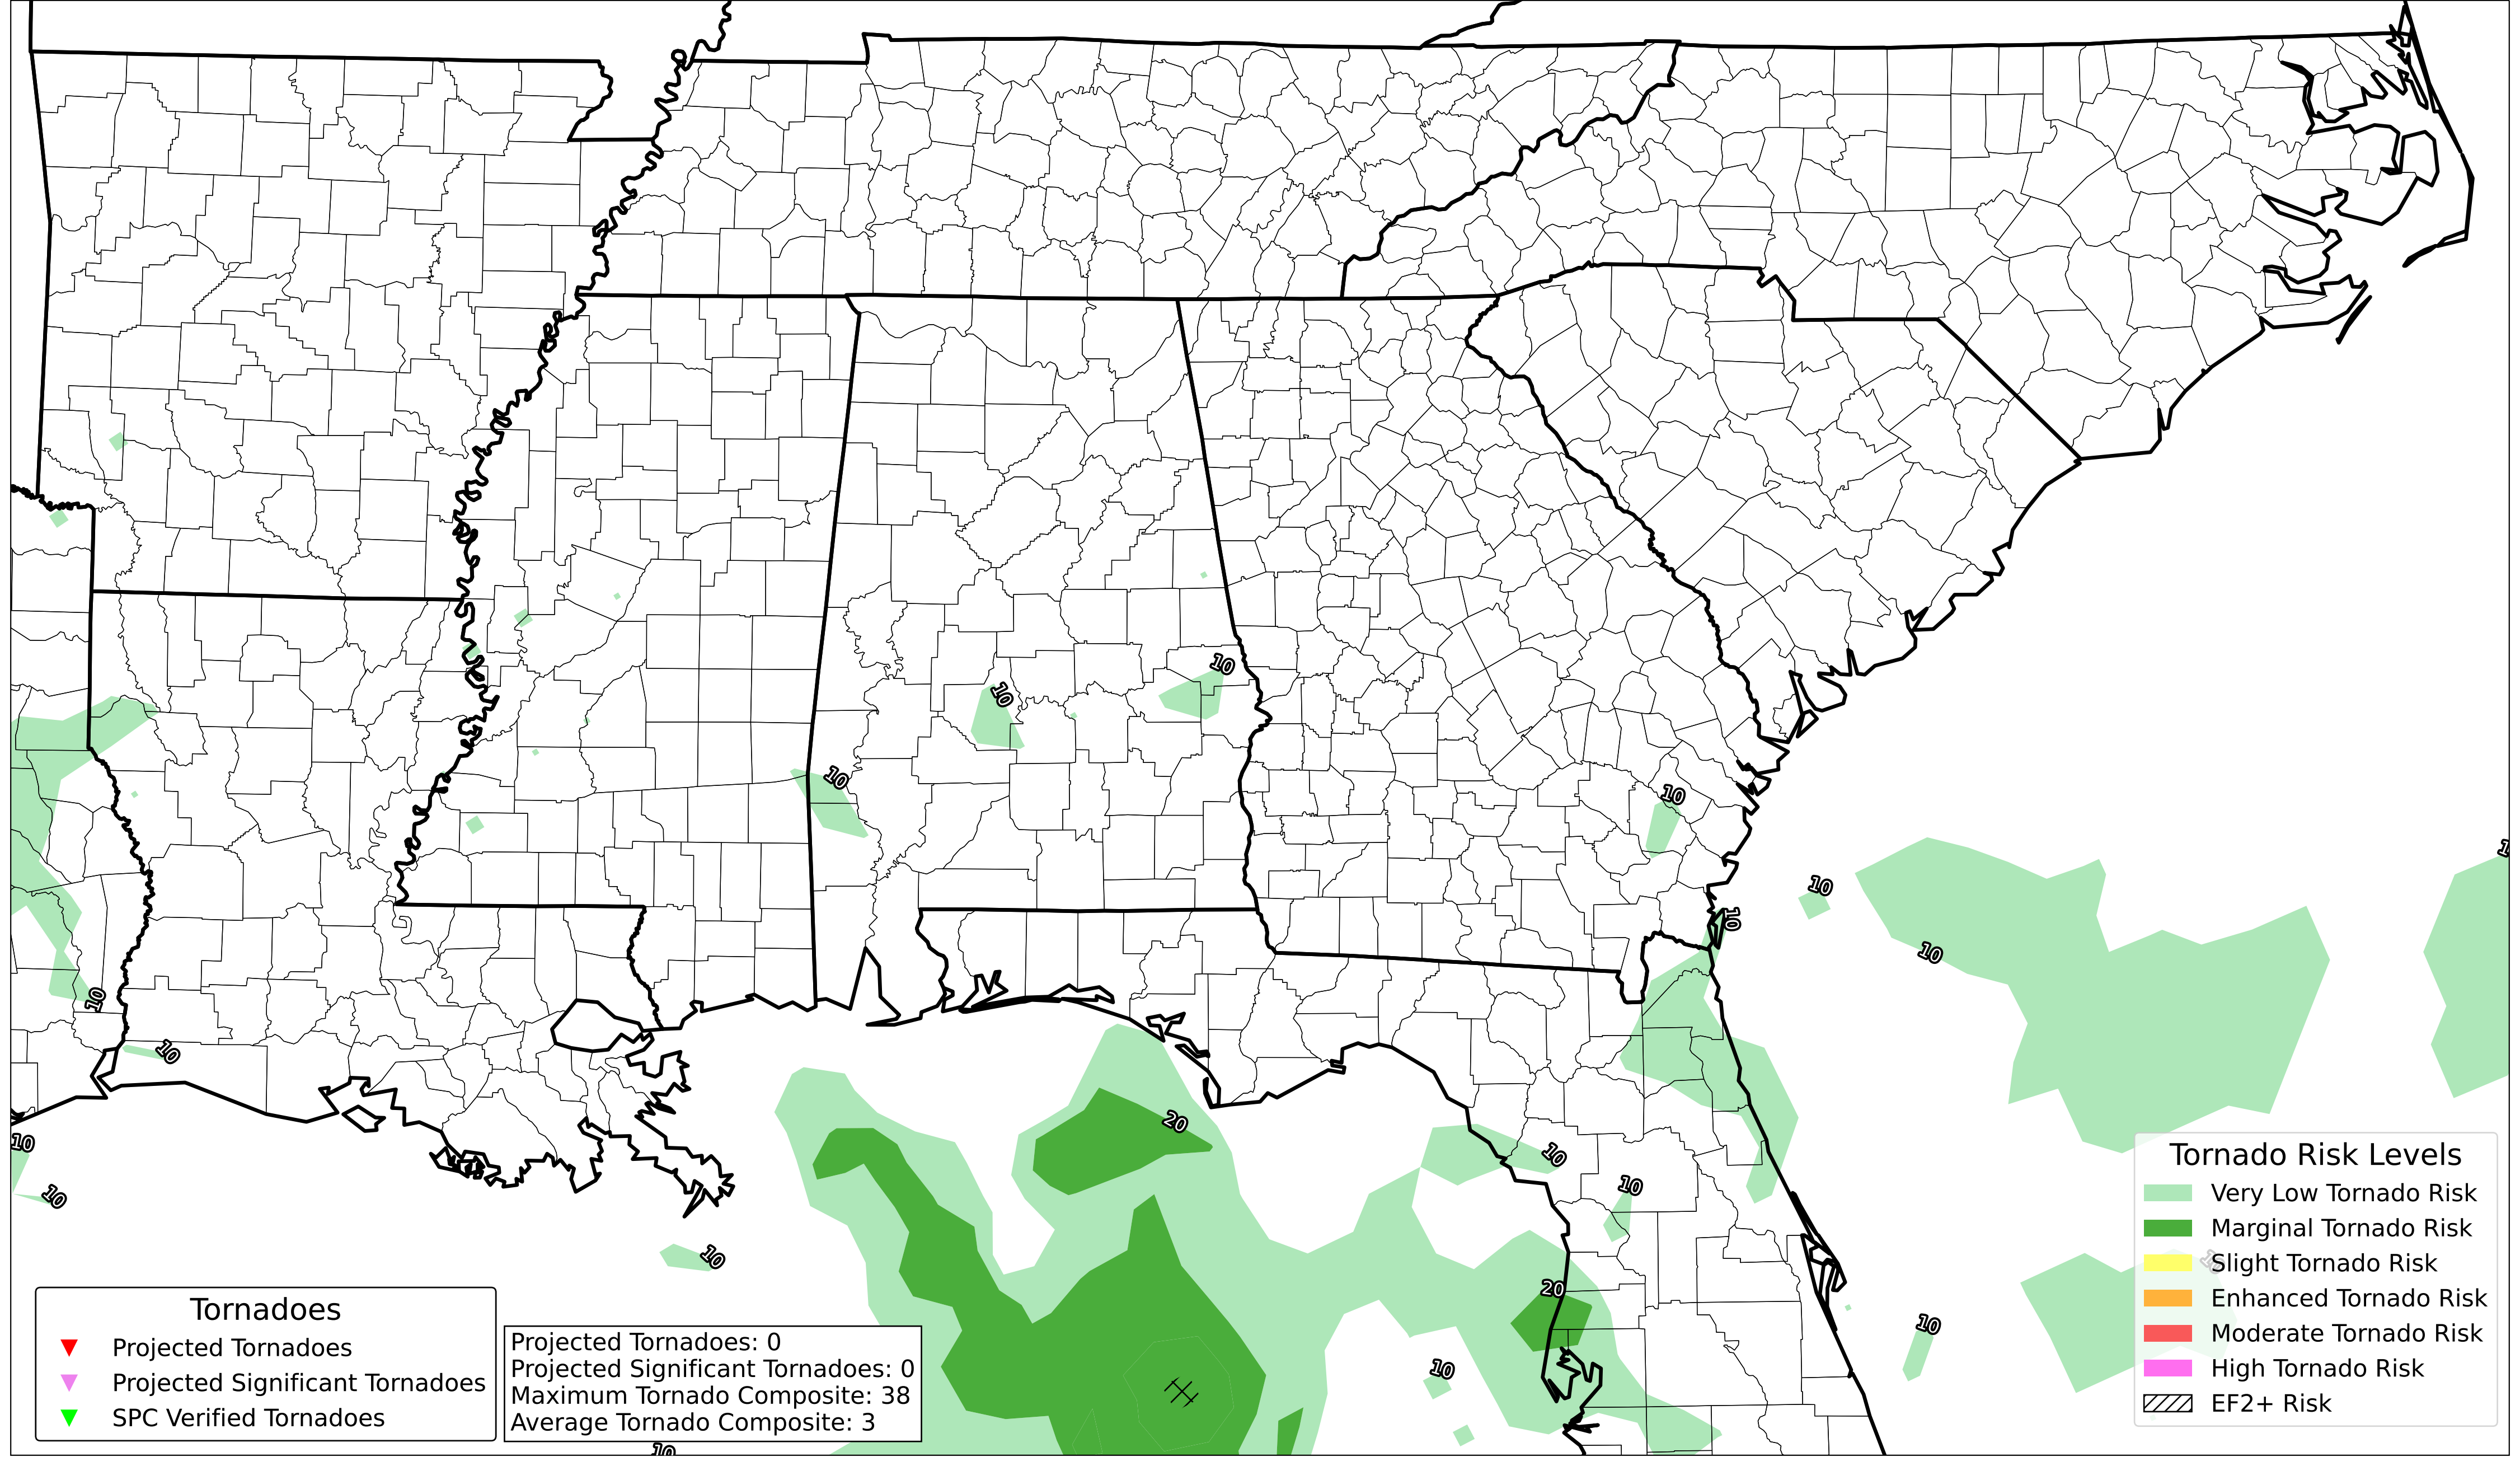 10
10
10
10
10
10
10
10
10
10
20
10
10
10
10
20
10
10
10
10
10
Tornado Risk Levels
Very Low Tornado Risk
Marginal Tornado Risk
Slight Tornado Risk
Enhanced Tornado Risk
Moderate Tornado Risk
High Tornado Risk
EF2+ Risk
Tornadoes
Projected Tornadoes
Projected Significant Tornadoes
SPC Verified Tornadoes
Projected Tornadoes: 0
Projected Significant Tornadoes: 0
Maximum Tornado Composite: 38
Average Tornado Composite: 3